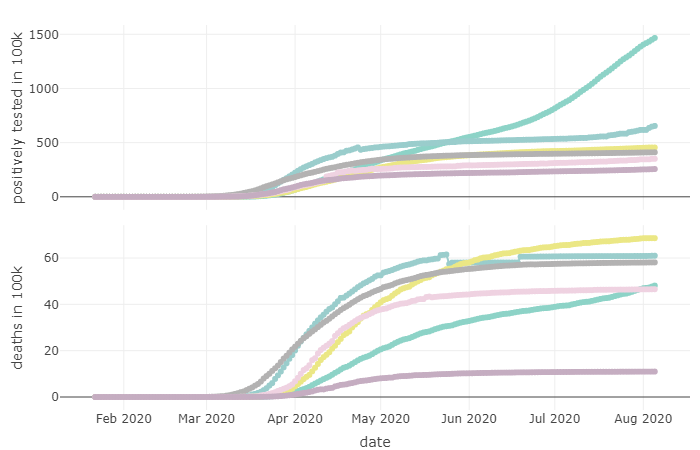 positively tested in 100k
1500
1000
500
0
deaths in 100k
60
40
20
0
Feb 2020
Mar 2020
Apr 2020
May 2020
Jun 2020
Jul 2020
Aug 2020
date